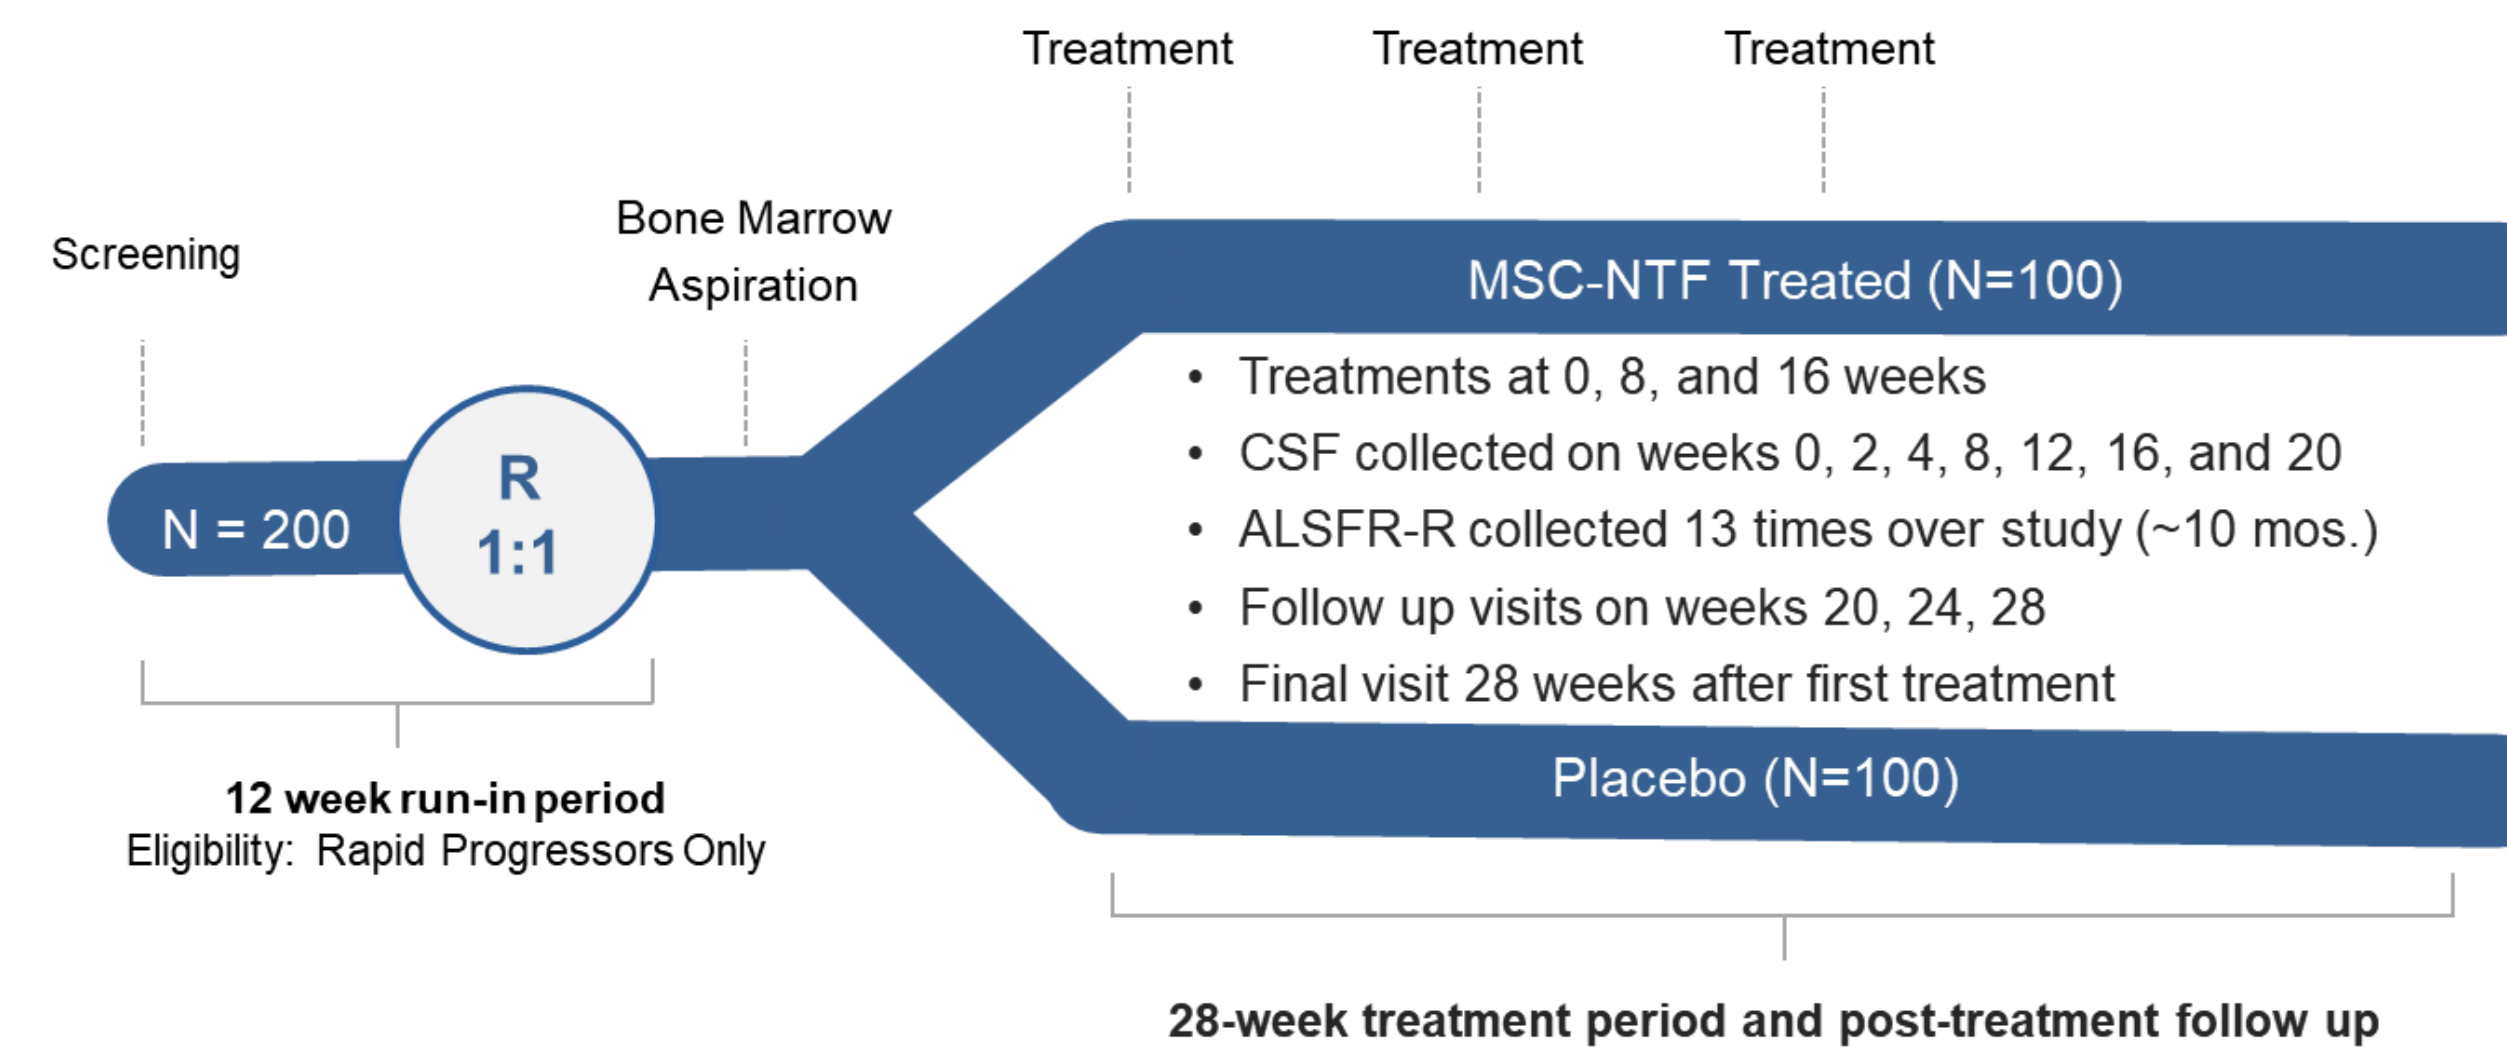 Treatment Treatment Treatment
Screening
Bone Marrow
Aspiration
N = 200
R
1:1
12 week run-in period
Eligibility: Rapid Progressors Only
MSC-NTF Treated (N=100)
• Treatments at 0, 8, and 16 weeks
• CSF collected on weeks 0, 2, 4, 8, 12, 16, and 20
• ALSFR-R collected 13 times over study (~10 mos.)
• Follow up visits on weeks 20, 24, 28
• Final visit 28 weeks after first treatment
Placebo (N=100)
28-week treatment period and post-treatment follow up